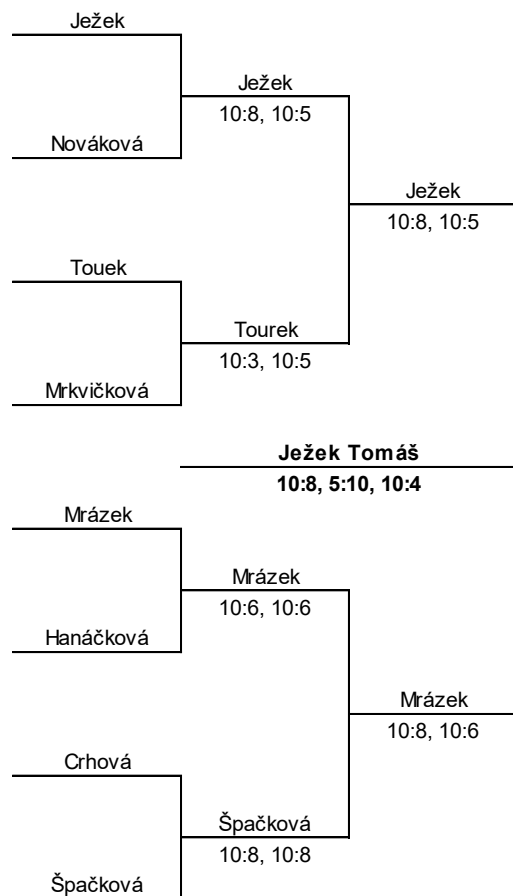 Ježek
Ježek
10:8, 10:5
Nováková
Ježek
10:8, 10:5
Touek
Tourek
10:3, 10:5
Mrkvičková
Ježek Tomáš
10:8, 5:10, 10:4
Mrázek
Mrázek
10:6, 10:6
Hanáčková
Mrázek
10:8, 10:6
Crhová
Špačková
10:8, 10:8
Špačková